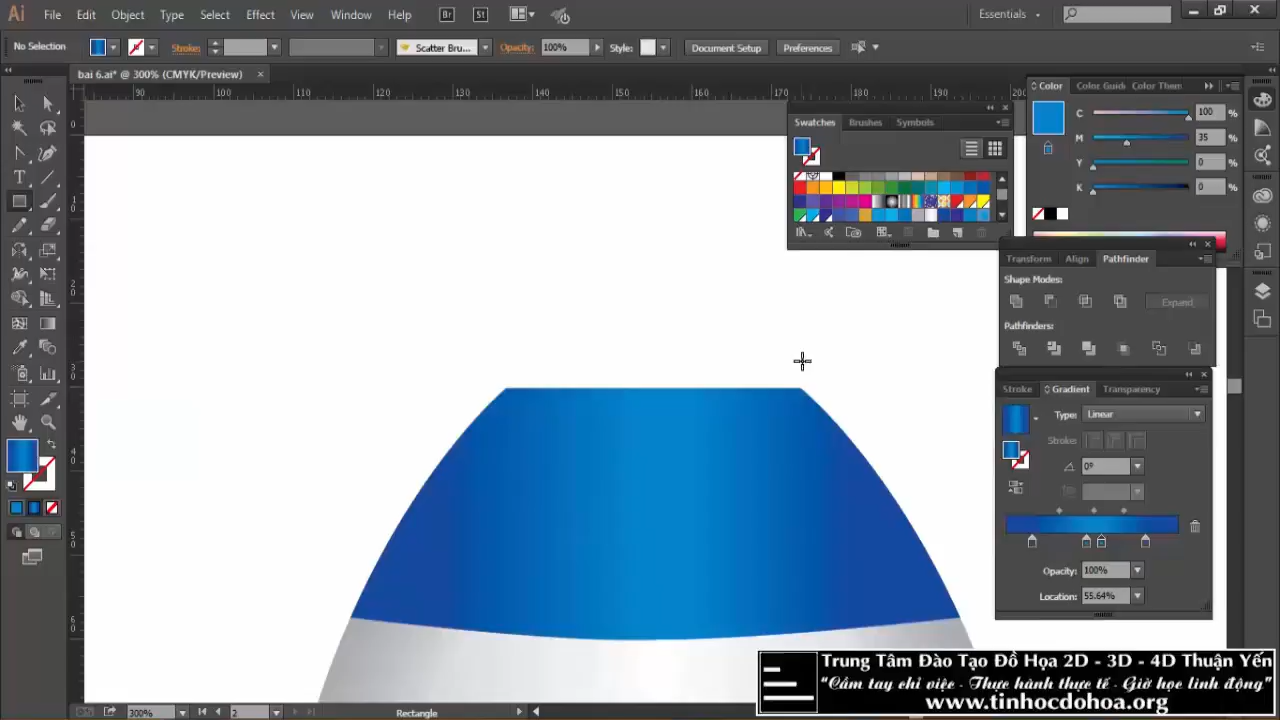 Ai File Edit Object Type Select Effect View Window Help Br St Essentials
No Selection Stroke: Scatter Bru... Opacity: 100% Style: Document Setup Preferences
bai 6.ai* @ 300% (CMYK/Preview) ×
90 100 110 120 130 140 150 160 170 180 190 200
Swatches Brushes Symbols
Color Color Guid Color Them
C 100 %
M 35 %
Y 0 %
K 0 %
Transform Align Pathfinder
Shape Modes:
Expand
Pathfinders:
Stroke Gradient Transparency
Type: Linear
Stroke:
0°
Opacity: 100%
Location: 55.64%
300% 2 Rectangle
Trung Tâm Đào Tạo Đồ Họa 2D - 3D - 4D Thuận Yến
“Cầm tay chỉ việc - Thực hành thực tế - Giờ học linh động”
www.tinhocdohoa.org